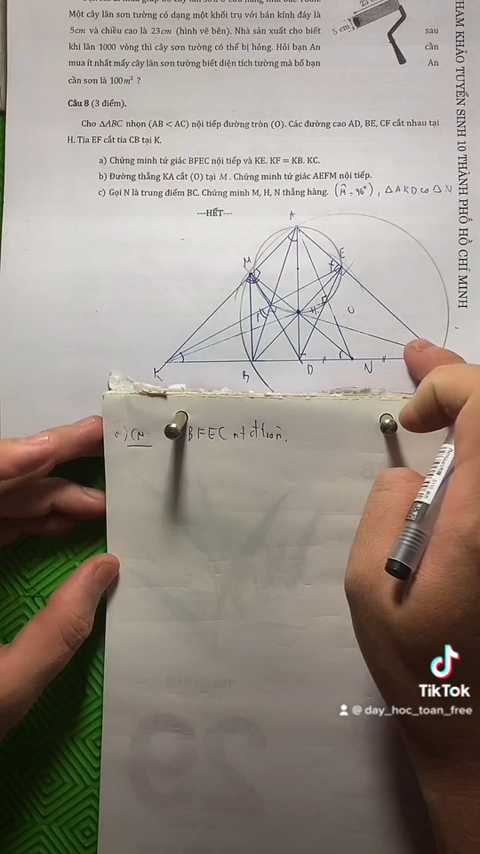 Một cây lăn sơn tường có dạng một khối trụ với bán kính đáy là
5cm và chiều cao là 23cm (hình vẽ bên). Nhà sản xuất cho biết sau
khi lăn 1000 vòng thì cây sơn tường có thể bị hỏng. Hỏi bạn An cần
mua ít nhất mấy cây lăn sơn tường biết diện tích tường mà bố bạn An
cần sơn là 100m² ?
5 cm
Câu 8 (3 điểm).
Cho ΔABC nhọn (AB < AC) nội tiếp đường tròn (O). Các đường cao AD, BE, CF cắt nhau tại
H. Tia EF cắt tia CB tại K.
a) Chứng minh tứ giác BFEC nội tiếp và KE. KF = KB. KC.
b) Đường thẳng KA cắt (O) tại M . Chứng minh tứ giác AEFM nội tiếp.
c) Gọi N là trung điểm BC. Chứng minh M, H, N thẳng hàng. (M̂ = 90°) , ΔAKD ∽ ΔN
---HẾT---
HAM KHẢO TUYỂN SINH 10 THÀNH PHỐ HỒ CHÍ MINH
A
M
E
F
H
O
K
B
D
N
a) CM: BFEC nt đtròn.
TikTok
@day_hoc_toan_free